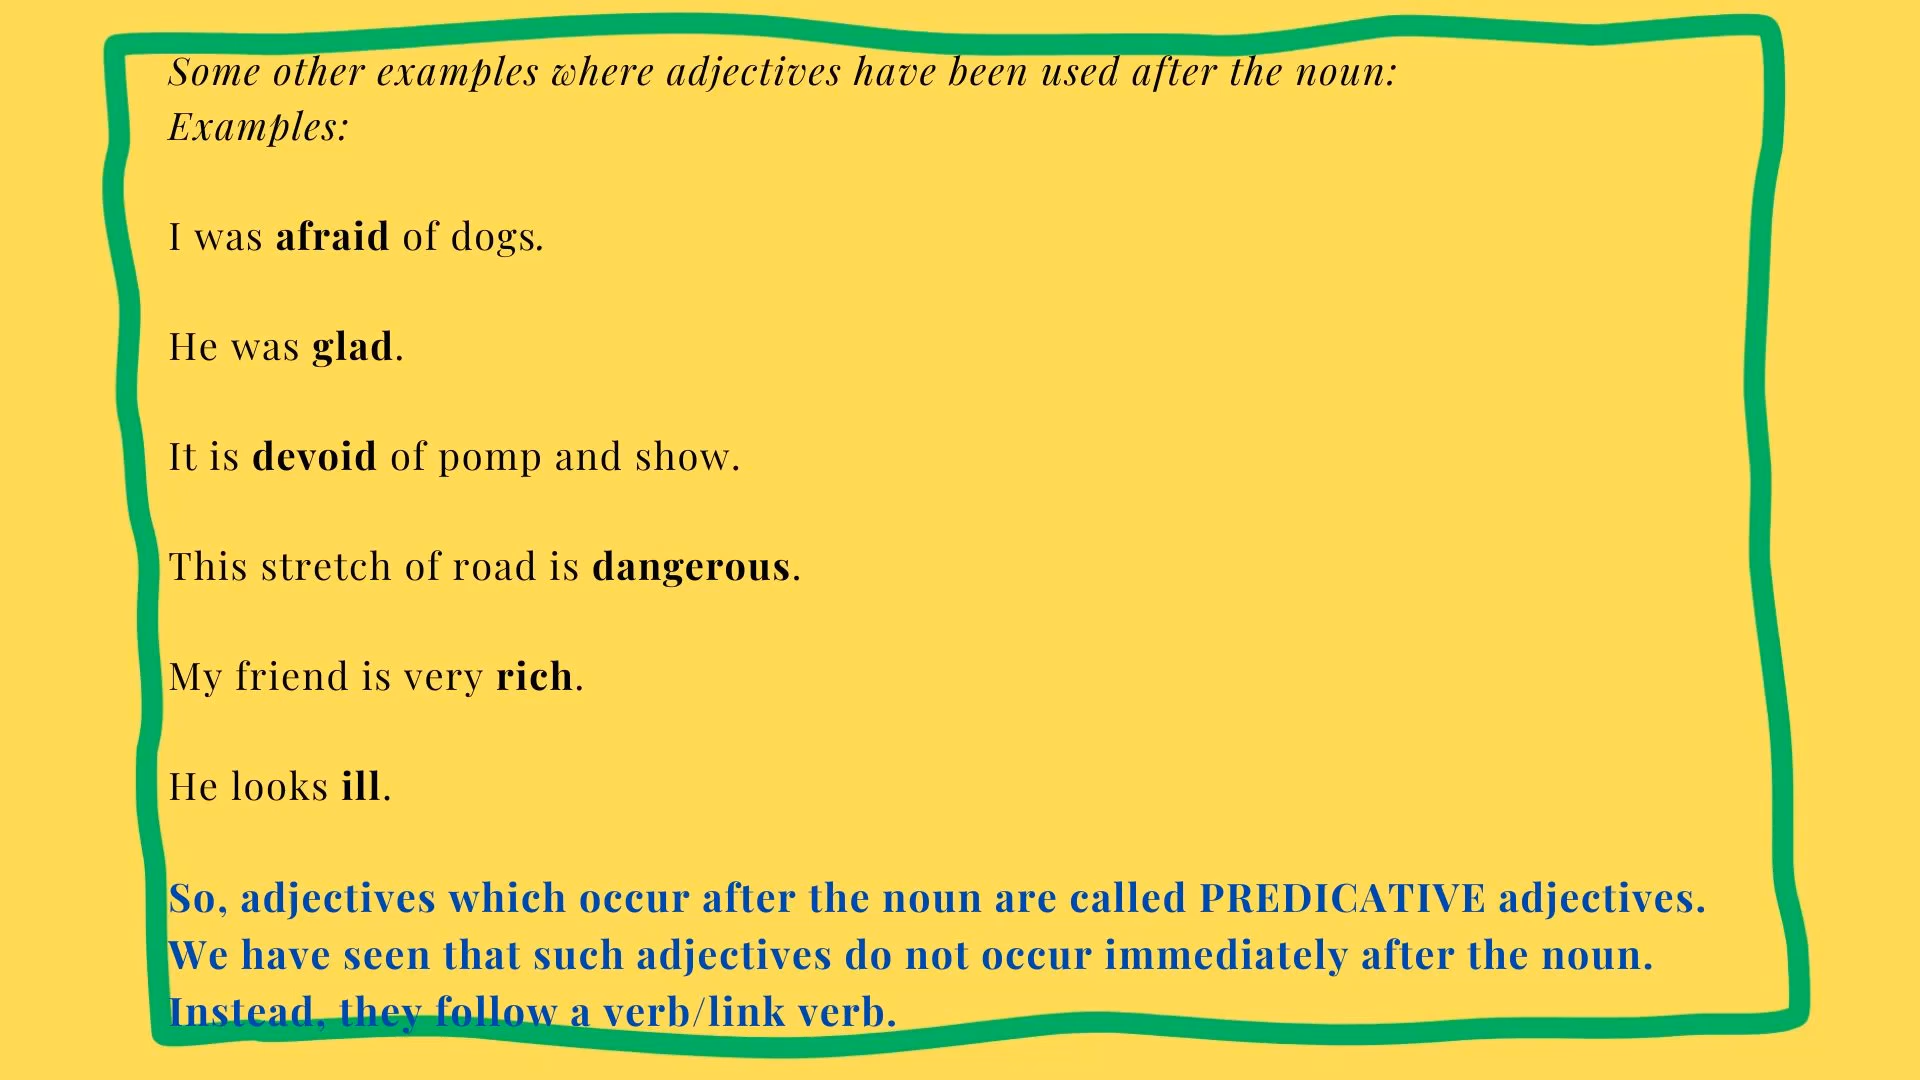 Some other examples where adjectives have been used after the noun:
Examples:
I was afraid of dogs.
He was glad.
It is devoid of pomp and show.
This stretch of road is dangerous.
My friend is very rich.
He looks ill.
So, adjectives which occur after the noun are called PREDICATIVE adjectives.
We have seen that such adjectives do not occur immediately after the noun.
Instead, they follow a verb/link verb.